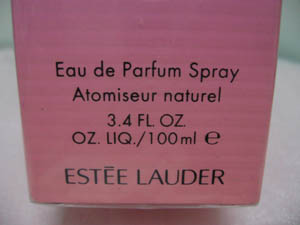 Eau de Parfum Spray
Atomiseur naturel
3.4 FL OZ.
OZ. LIQ./100 ml ℮
ESTĒE LAUDER